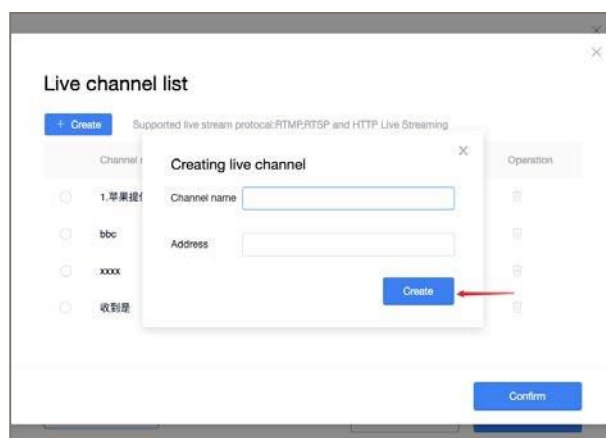 Live channel list
+ Create
Supported live stream protocal:RTMP,RTSP and HTTP Live Streaming
Channel
Operation
Creating live channel
1.苹果提
Channel name
bbc
Address
xxxx
Create
收到是
Confirm